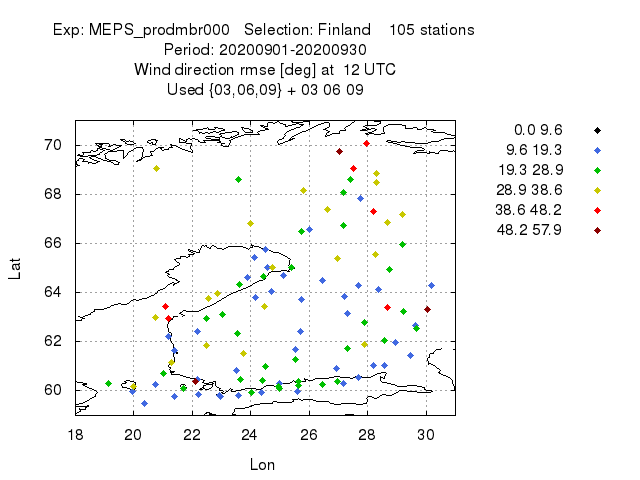 Exp: MEPS_prodmbr000 Selection: Finland 105 stations
Period: 20200901-20200930
Wind direction rmse [deg] at 12 UTC
Used {03,06,09} + 03 06 09
0.0 9.6
9.6 19.3
19.3 28.9
28.9 38.6
38.6 48.2
48.2 57.9
70
68
66
64
62
60
Lat
18 20 22 24 26 28 30
Lon